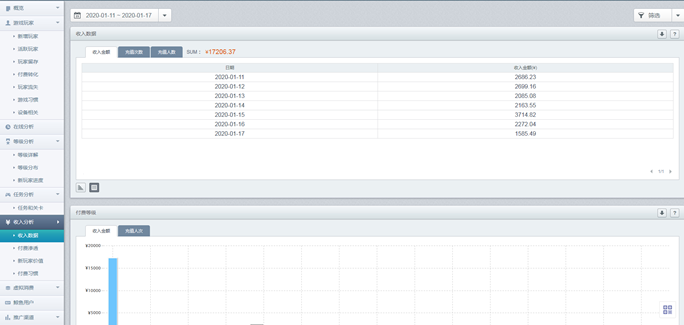 概览
2020-01-11 ~ 2020-01-17
筛选
游戏玩家
新增玩家
活跃玩家
玩家留存
付费转化
玩家流失
游戏习惯
设备相关
在线分析
等级分析
等级详解
等级分布
新玩家进度
任务分析
任务和关卡
收入分析
收入数据
付费渗透
新玩家价值
付费习惯
虚拟消费
鲸鱼用户
推广渠道
收入数据
收入金额 充值次数 充值人数 SUM： ¥17206.37
日期 收入金额(¥)
2020-01-11 2686.23
2020-01-12 2699.16
2020-01-13 2085.08
2020-01-14 2163.55
2020-01-15 3714.82
2020-01-16 2272.04
2020-01-17 1585.49
1/1
付费等级
收入金额 充值人次
¥20000
¥15000
¥10000
¥5000